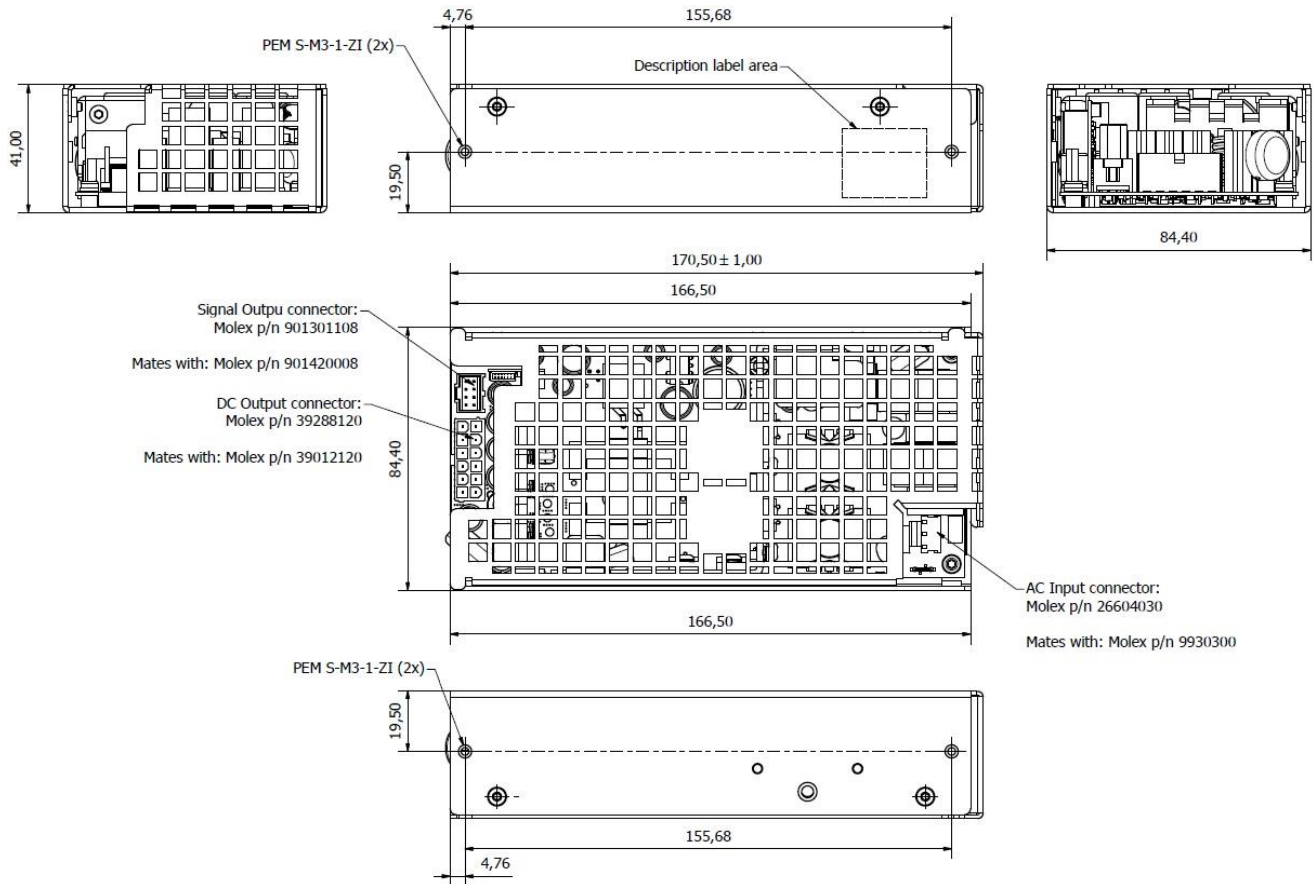 4,76
155,68
PEM S-M3-1-ZI (2x)
Description label area
41,00
19,50
84,40
170,50 ± 1,00
166,50
Signal Outpu connector:
Molex p/n 901301108
Mates with: Molex p/n 901420008
DC Output connector:
Molex p/n 39288120
Mates with: Molex p/n 39012120
84,40
AC Input connector:
Molex p/n 26604030
Mates with: Molex p/n 9930300
166,50
PEM S-M3-1-ZI (2x)
19,50
155,68
4,76